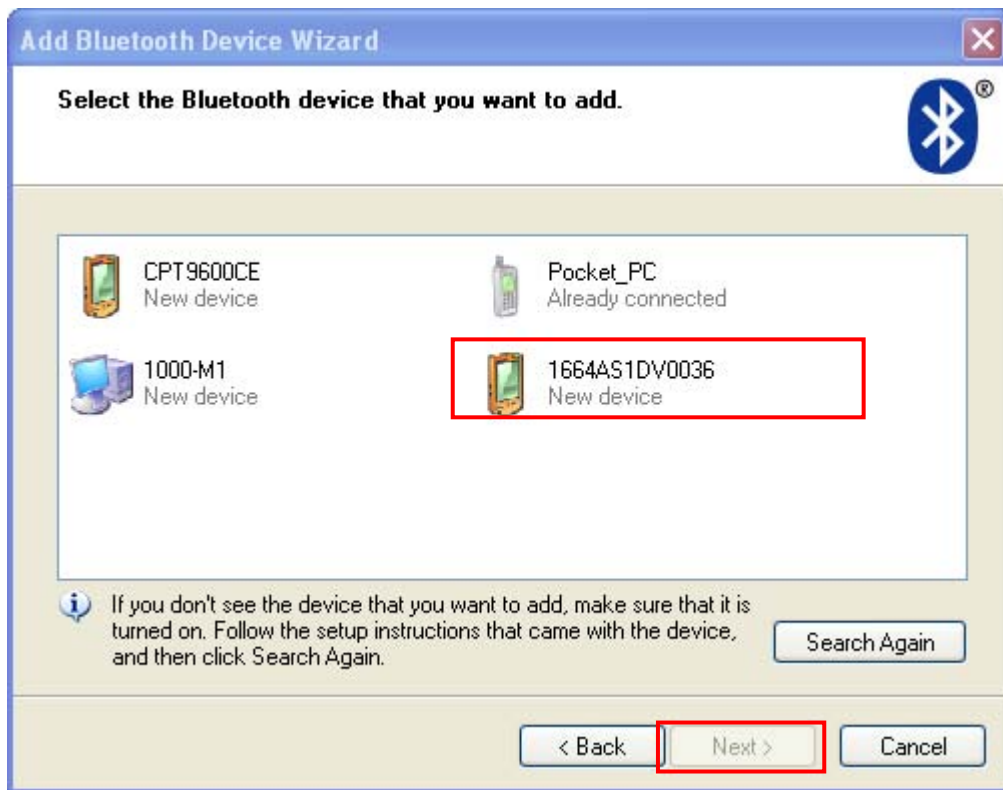 Add Bluetooth Device Wizard
Select the Bluetooth device that you want to add.
®
CPT9600CE
New device
Pocket_PC
Already connected
1000-M1
New device
1664AS1DV0036
New device
If you don't see the device that you want to add, make sure that it is
turned on. Follow the setup instructions that came with the device,
and then click Search Again.
Search Again
< Back
Next >
Cancel